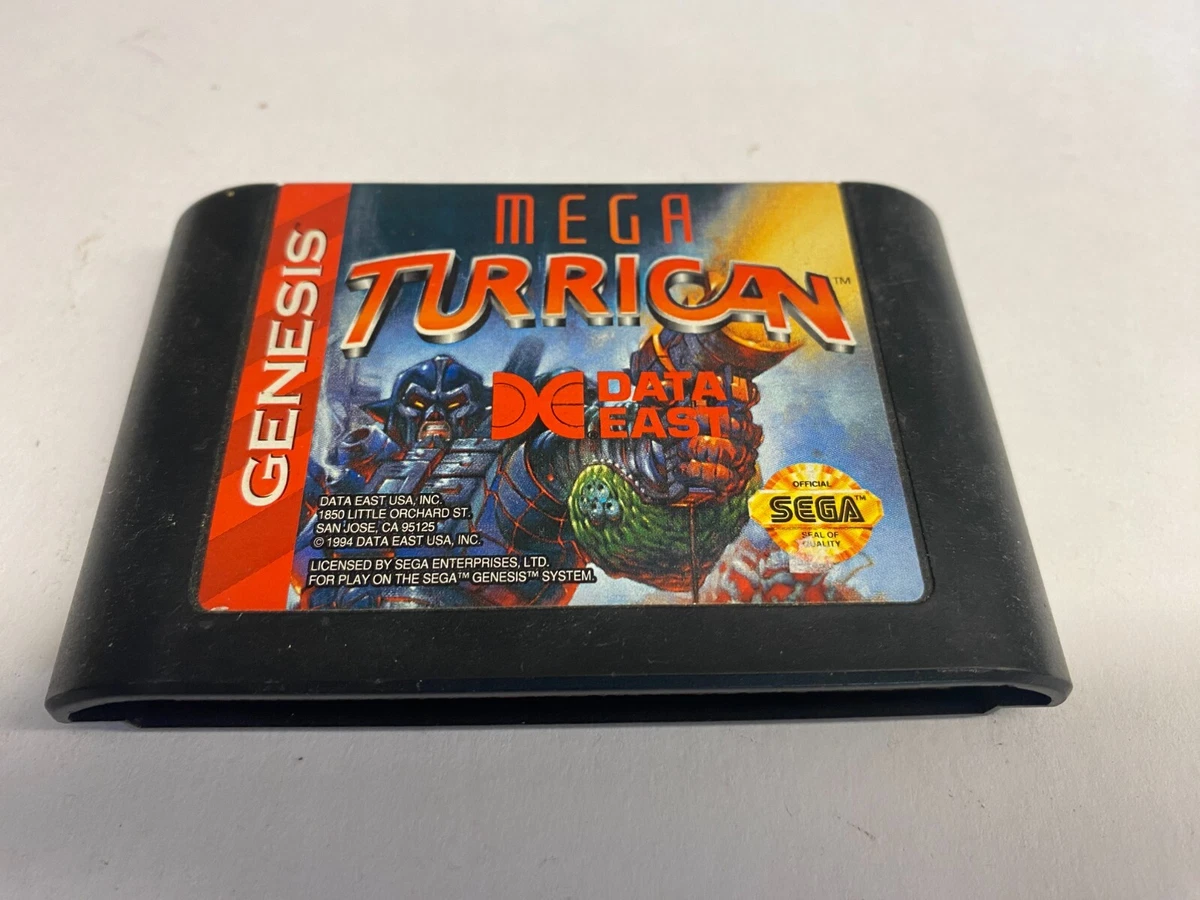 GENESIS
MEGA
TURRICAN™
DATA
EAST
DATA EAST USA, INC.
1850 LITTLE ORCHARD ST.
SAN JOSE, CA 95125
© 1994 DATA EAST USA, INC.
LICENSED BY SEGA ENTERPRISES, LTD.
FOR PLAY ON THE SEGA™ GENESIS™ SYSTEM.
OFFICIAL
SEGA™
SEAL OF
QUALITY